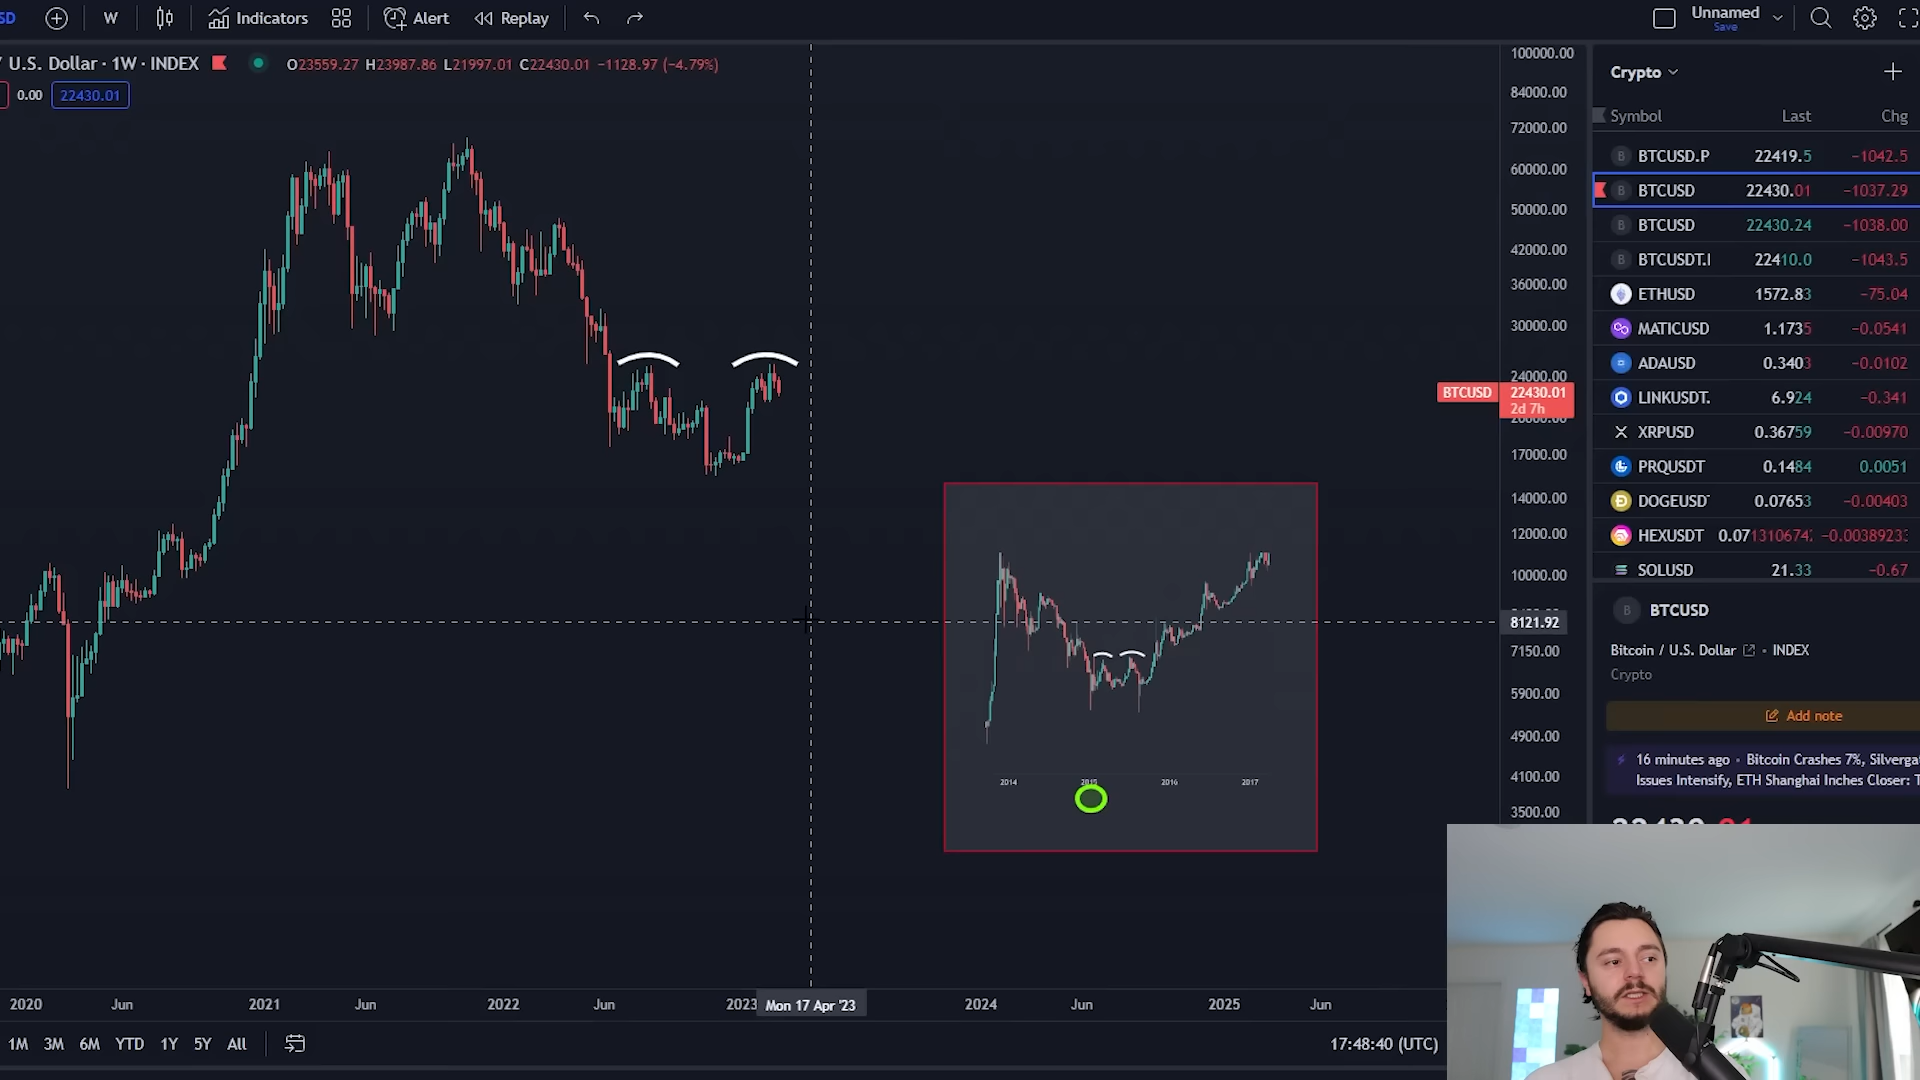 SD W Indicators Alert Replay Unnamed
Save
U.S. Dollar · 1W · INDEX O23559.27 H23987.86 L21997.01 C22430.01 −1128.97 (−4.79%)
0.00 22430.01
100000.00
84000.00
72000.00
60000.00
50000.00
42000.00
36000.00
30000.00
24000.00
BTCUSD 22430.01
2d 7h
17000.00
14000.00
12000.00
10000.00
8121.92
7150.00
5900.00
4900.00
4100.00
3500.00
2014 2015 2016 2017
2020 Jun 2021 Jun 2022 Jun 2023 Mon 17 Apr '23 2024 Jun 2025 Jun
1M 3M 6M YTD 1Y 5Y All 17:48:40 (UTC)
Crypto
Symbol Last Chg
BTCUSD.P 22419.5 −1042.5
BTCUSD 22430.01 −1037.29
BTCUSD 22430.24 −1038.00
BTCUSDT.I 22410.0 −1043.5
ETHUSD 1572.83 −75.04
MATICUSD 1.1735 −0.0541
ADAUSD 0.3403 −0.0102
LINKUSDT. 6.924 −0.341
XRPUSD 0.36759 −0.00970
PRQUSDT 0.1484 0.0051
DOGEUSD 0.07653 −0.00403
HEXUSDT 0.07131067 −0.0038923
SOLUSD 21.33 −0.67
B BTCUSD
Bitcoin / U.S. Dollar • INDEX
Crypto
Add note
16 minutes ago • Bitcoin Crashes 7%, Silverga
Issues Intensify, ETH Shanghai Inches Closer: T